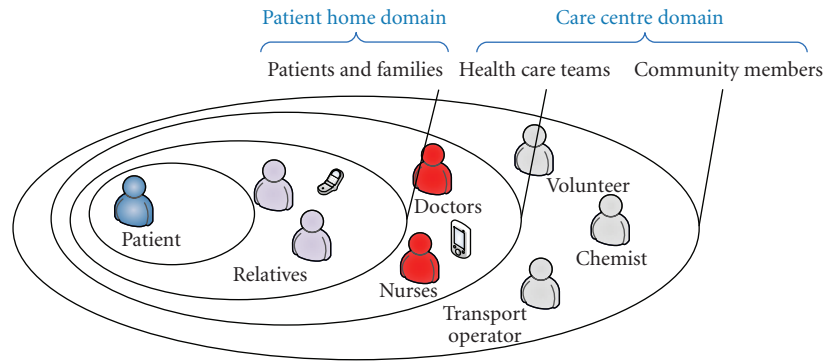 Patient home domain
Care centre domain
Patients and families
Health care teams
Community members
Volunteer
Doctors
Patient
Chemist
Relatives
Nurses
Transport
operator